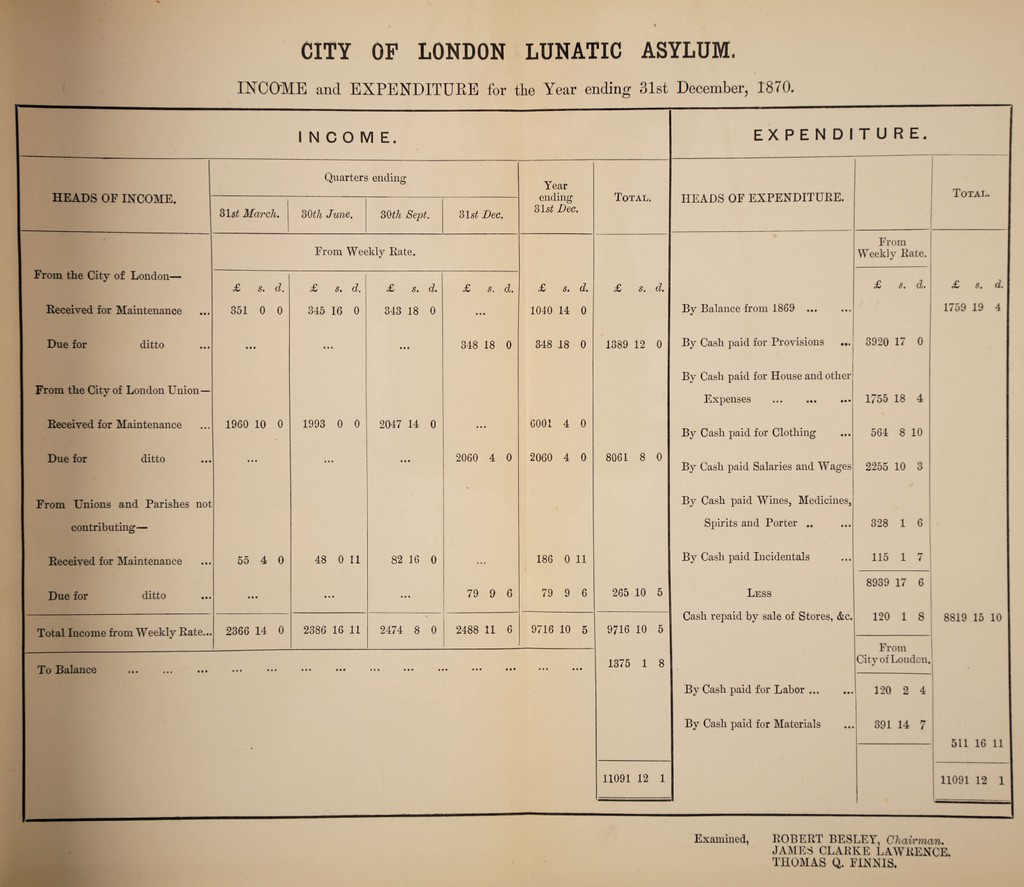 CITY OF LONDON LUNATIC ASYLUM.
INCOME and EXPENDITURE for the Year ending 31st December, 1870.
INCOME.
HEADS OF INCOME. Quarters ending Year ending 31st Dec. TOTAL.
31st March. 30th June. 30th Sept. 31st Dec.
From Weekly Rate.
From the City of London—
£ s. d. £ s. d. £ s. d. £ s. d. £ s. d. £ s. d.
Received for Maintenance ... 351 0 0 345 16 0 343 18 0 ... 1040 14 0
Due for ditto ... ... ... ... 348 18 0 348 18 0 1389 12 0
From the City of London Union—
Received for Maintenance ... 1960 10 0 1993 0 0 2047 14 0 ... 6001 4 0
Due for ditto ... ... ... ... 2060 4 0 2060 4 0 8061 8 0
From Unions and Parishes not
contributing—
Received for Maintenance ... 55 4 0 48 0 11 82 16 0 ... 186 0 11
Due for ditto ... ... ... ... 79 9 6 79 9 6 265 10 5
Total Income from Weekly Rate... 2366 14 0 2386 16 11 2474 8 0 2488 11 6 9716 10 5 9716 10 5
To Balance ... ... ... ... ... ... ... ... ... ... ... ... ... ... 1375 1 8
11091 12 1
EXPENDITURE.
HEADS OF EXPENDITURE. TOTAL.
From
Weekly Rate.
£ s. d. £ s. d.
By Balance from 1869 ... ... 1759 19 4
By Cash paid for Provisions ... 3920 17 0
By Cash paid for House and other
Expenses ... ... ... 1755 18 4
By Cash paid for Clothing ... 564 8 10
By Cash paid Salaries and Wages 2255 10 3
By Cash paid Wines, Medicines,
Spirits and Porter .. ... 328 1 6
By Cash paid Incidentals ... 115 1 7
8939 17 6
LESS
Cash repaid by sale of Stores, &c. 120 1 8 8819 15 10
From
City of London.
By Cash paid for Labor ... ... 120 2 4
By Cash paid for Materials ... 391 14 7
511 16 11
11091 12 1
Examined, ROBERT BESLEY, Chairman.
JAMES CLARKE LAWRENCE.
THOMAS Q. FINNIS.